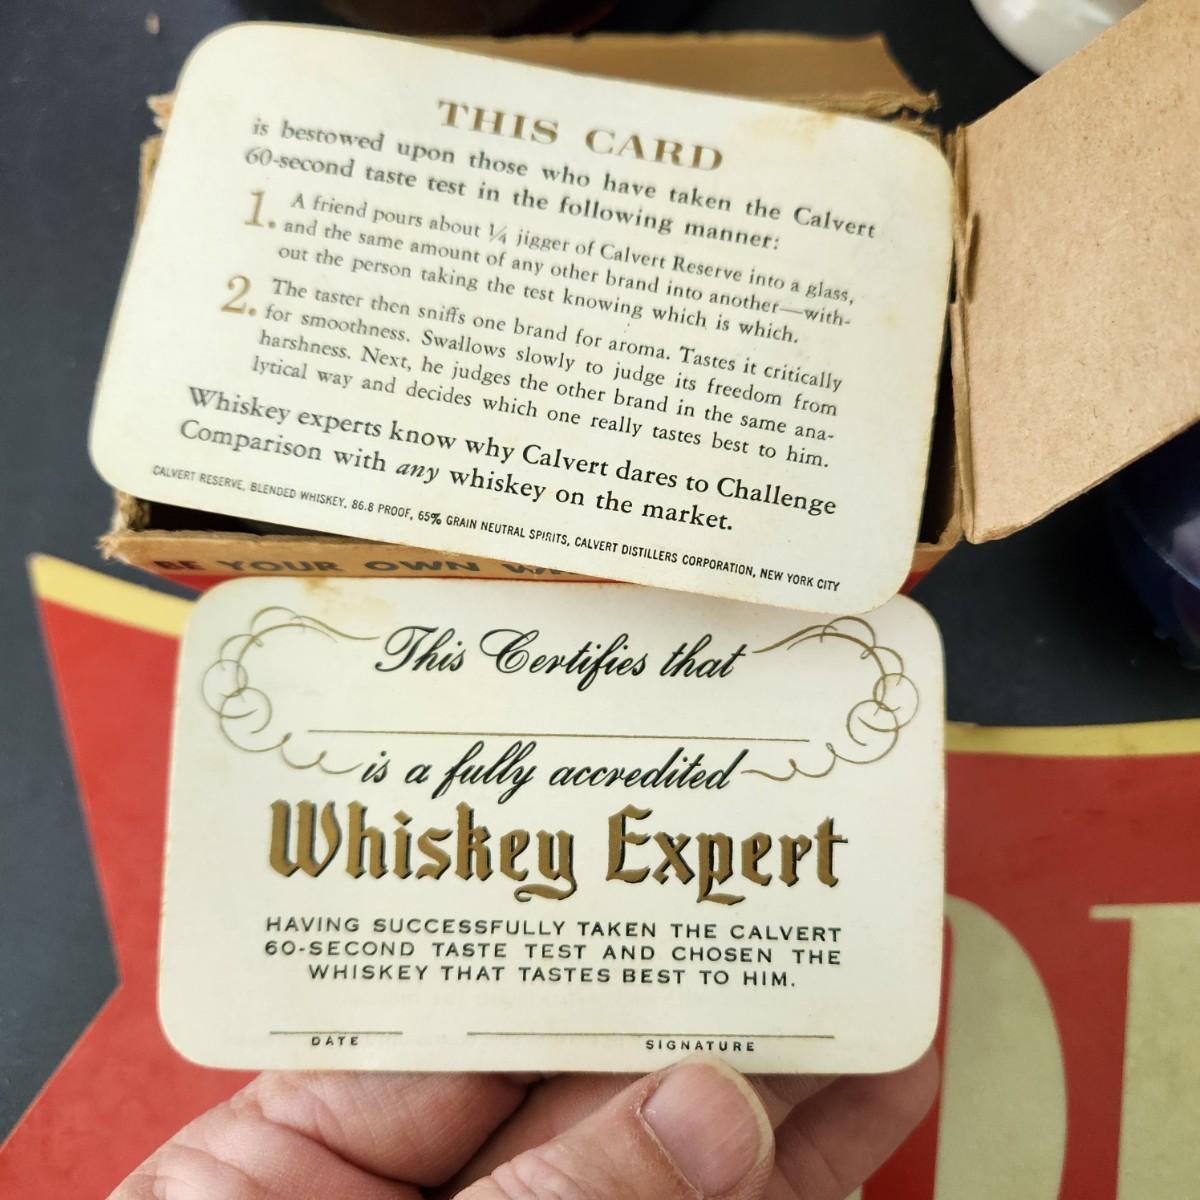 THIS CARD
is bestowed upon those who have taken the Calvert
60-second taste test in the following manner:
1. A friend pours about ¼ jigger of Calvert Reserve into a glass,
and the same amount of any other brand into another—with-
out the person taking the test knowing which is which.
2. The taster then sniffs one brand for aroma. Tastes it critically
for smoothness. Swallows slowly to judge its freedom from
harshness. Next, he judges the other brand in the same ana-
lytical way and decides which one really tastes best to him.
Whiskey experts know why Calvert dares to Challenge
Comparison with any whiskey on the market.
CALVERT RESERVE, BLENDED WHISKEY, 86.8 PROOF, 65% GRAIN NEUTRAL SPIRITS, CALVERT DISTILLERS CORPORATION, NEW YORK CITY
BE YOUR OWN
This Certifies that
is a fully accredited
Whiskey Expert
HAVING SUCCESSFULLY TAKEN THE CALVERT
60-SECOND TASTE TEST AND CHOSEN THE
WHISKEY THAT TASTES BEST TO HIM.
DATE SIGNATURE